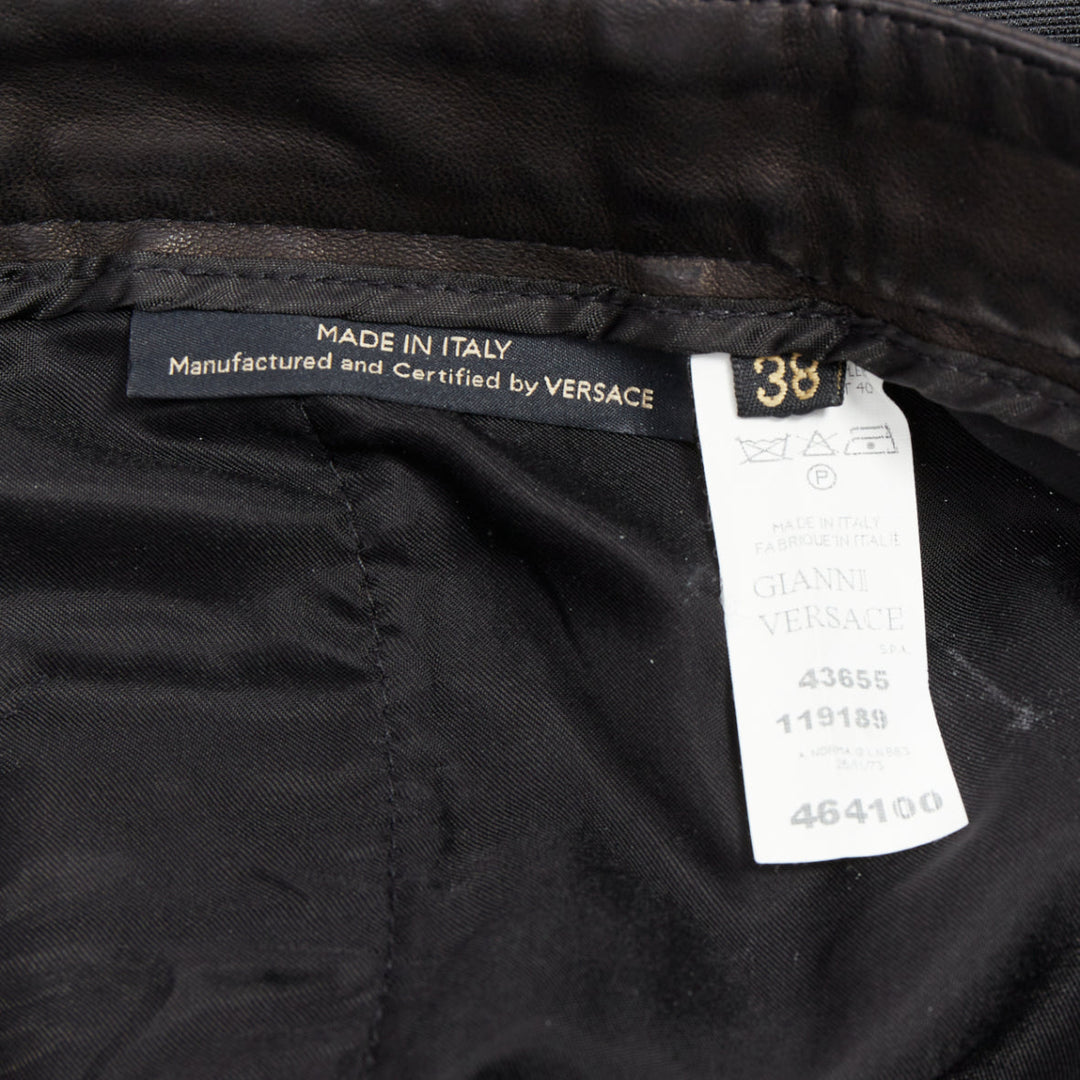 MADE IN ITALY
Manufactured and Certified by VERSACE
38
40
P
MADE IN ITALY
FABRIQUE IN ITALIE
GIANNI
VERSACE
S.P.A.
43655
119189
464100